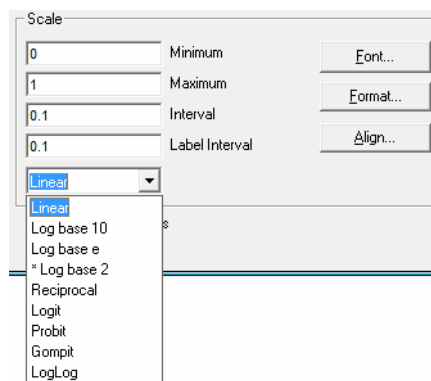 Scale
0 Minimum Font...
1 Maximum Format...
0.1 Interval
0.1 Label Interval Align...
Linear
Linear
Log base 10 s
Log base e
* Log base 2
Reciprocal
Logit
Probit
Gompit
LogLog